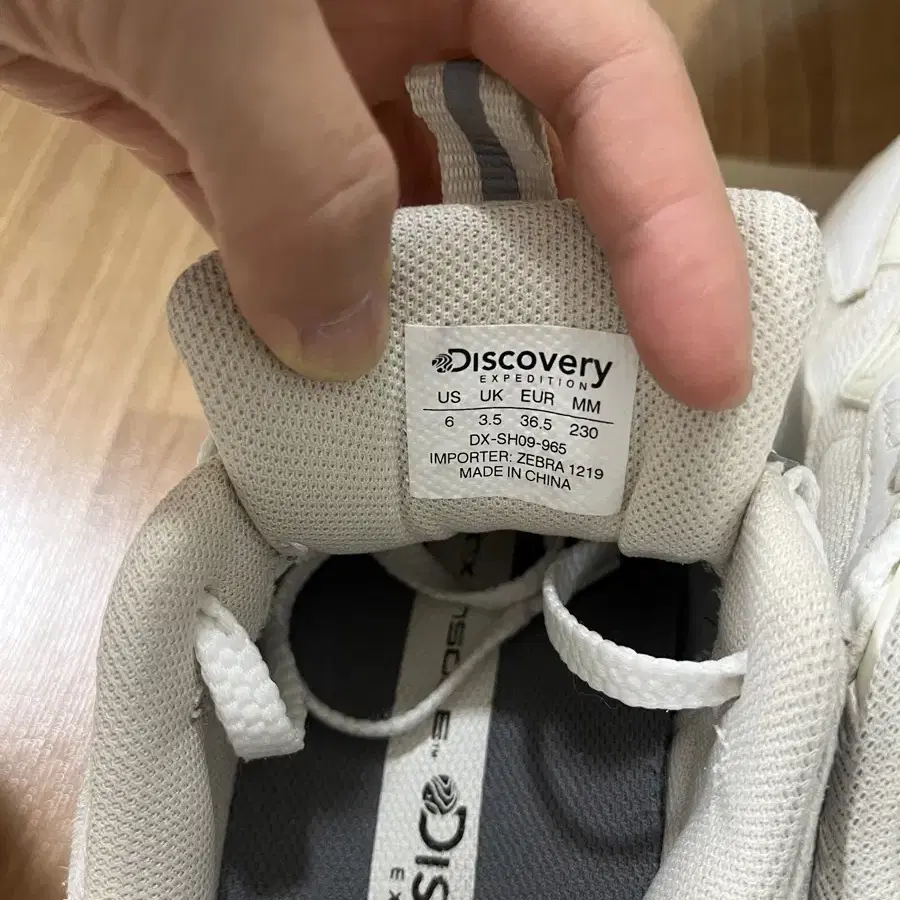 DISCOVERY
EXPEDITION
US UK EUR MM
6 3.5 36.5 230
DX-SH09-965
IMPORTER: ZEBRA 1219
MADE IN CHINA